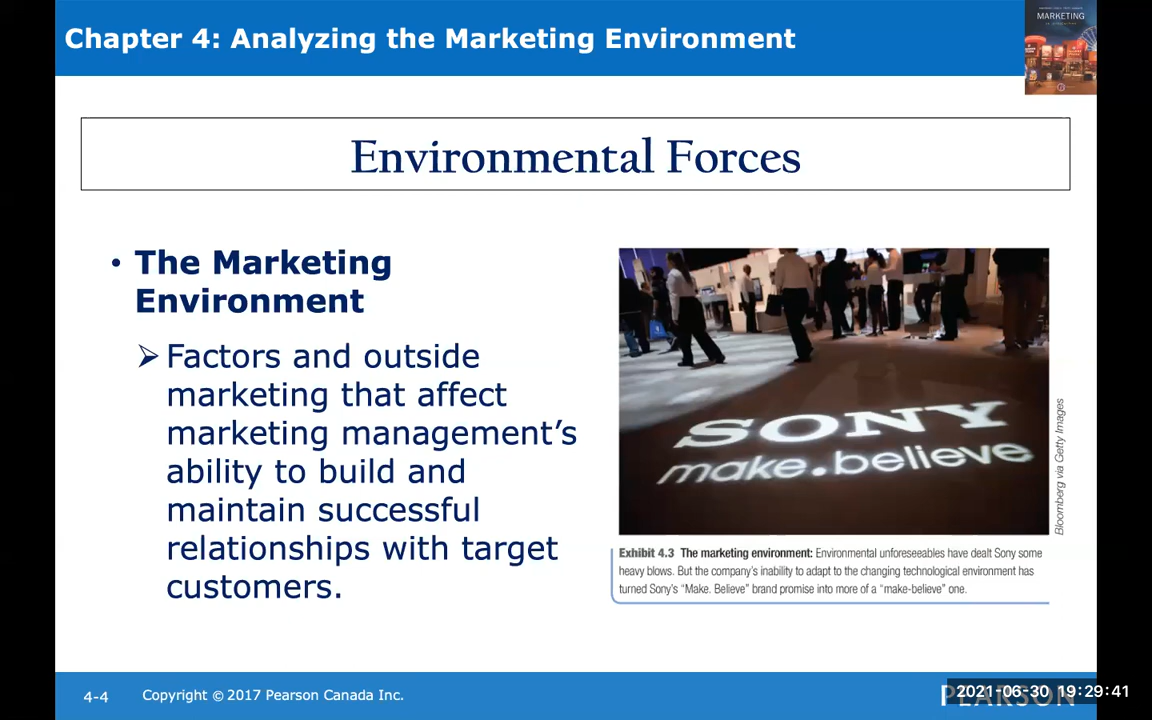 Chapter 4: Analyzing the Marketing Environment
MARKETING
Environmental Forces
• The Marketing
Environment
➢ Factors and outside
marketing that affect
marketing management’s
ability to build and
maintain successful
relationships with target
customers.
SONY
make.believe
Bloomberg via Getty Images
Exhibit 4.3 The marketing environment: Environmental unforeseeables have dealt Sony some
heavy blows. But the company’s inability to adapt to the changing technological environment has
turned Sony’s “Make. Believe” brand promise into more of a “make-believe” one.
4-4 Copyright © 2017 Pearson Canada Inc.
PEARSON
2021-06-30 19:29:41